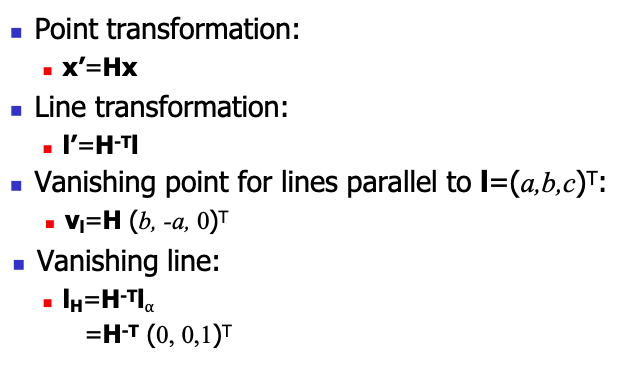 Point transformation:
x′=Hx
Line transformation:
l′=H-Tl
Vanishing point for lines parallel to l=(a,b,c)T:
vl=H (b, -a, 0)T
Vanishing line:
lH=H-Tlα
=H-T (0, 0,1)T